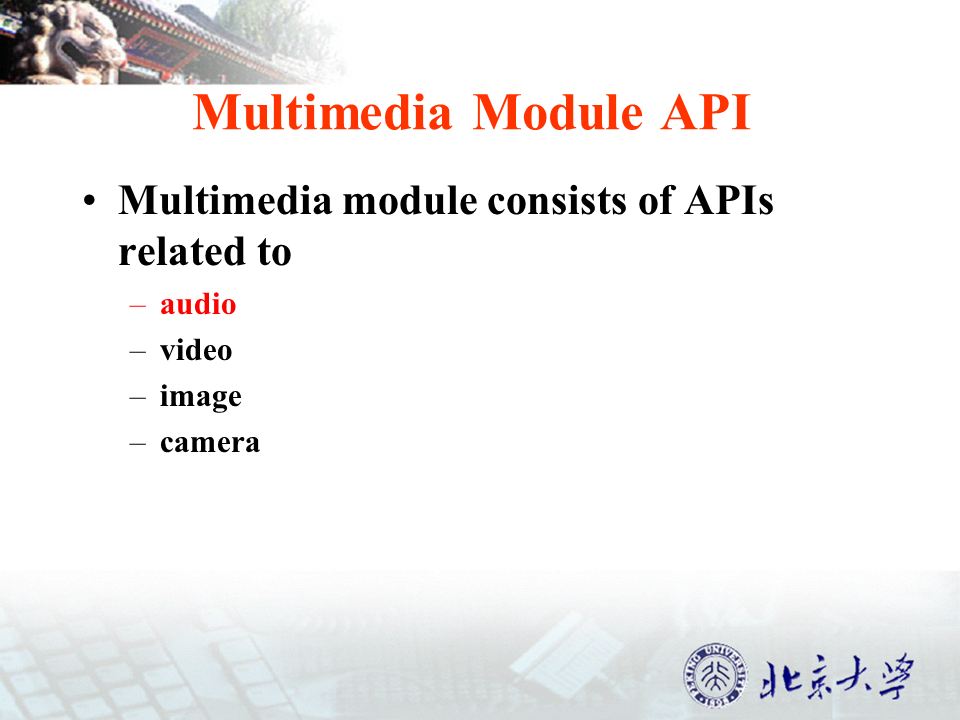 Multimedia Module API
• Multimedia module consists of APIs
related to
– audio
– video
– image
– camera
PEKING UNIVERSITY
1898
北京大学